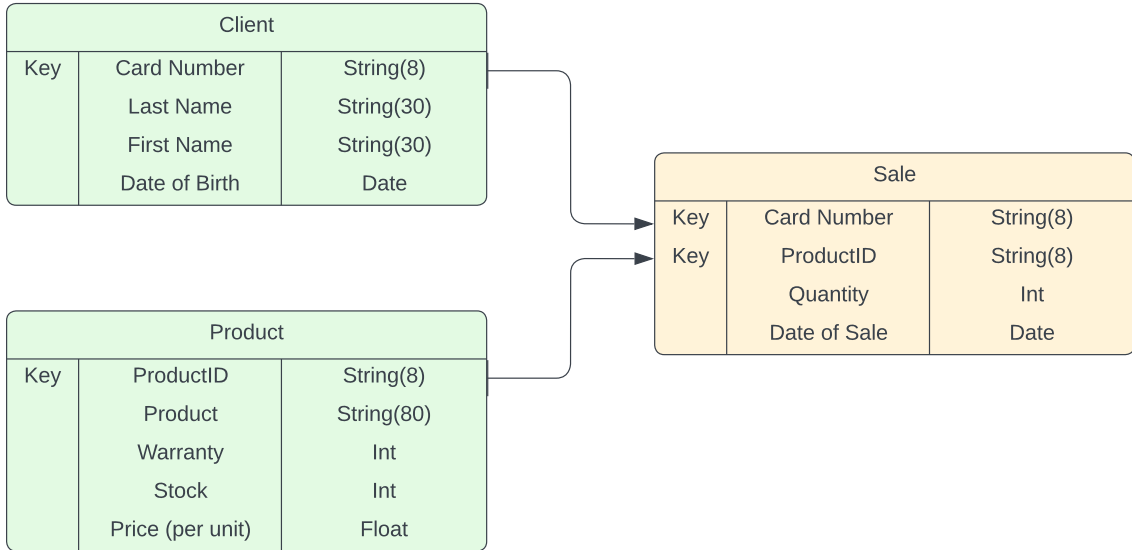 Client
Key Card Number String(8)
Last Name String(30)
First Name String(30)
Date of Birth Date
Sale
Key Card Number String(8)
Key ProductID String(8)
Quantity Int
Date of Sale Date
Product
Key ProductID String(8)
Product String(80)
Warranty Int
Stock Int
Price (per unit) Float